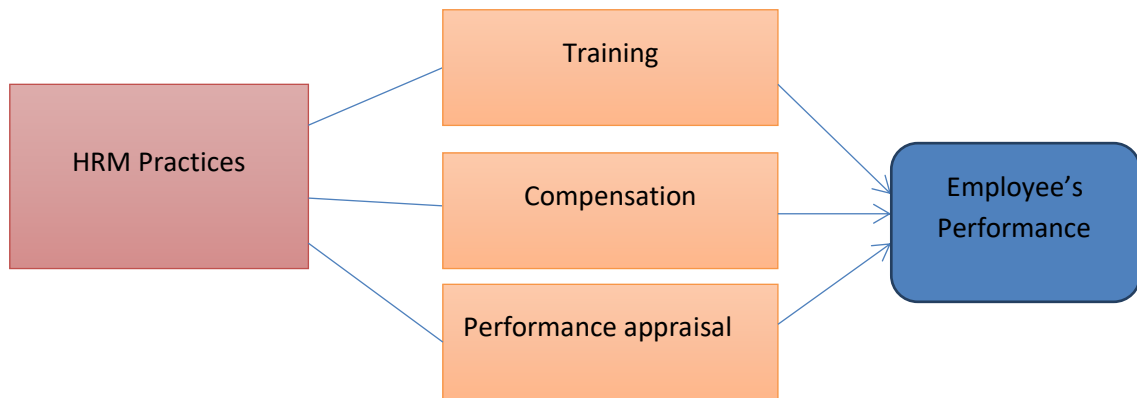 Training
HRM Practices
Compensation
Employee’s
Performance
Performance appraisal